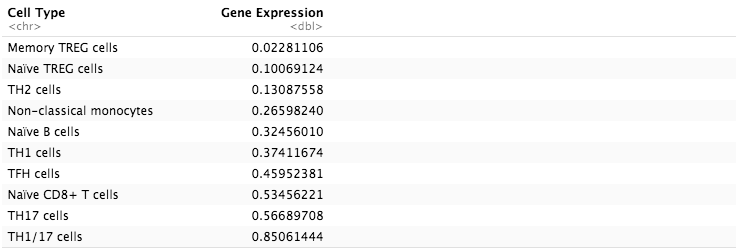 Cell Type Gene Expression
<chr> <dbl>
Memory TREG cells 0.02281106
Naïve TREG cells 0.10069124
TH2 cells 0.13087558
Non-classical monocytes 0.26598240
Naïve B cells 0.32456010
TH1 cells 0.37411674
TFH cells 0.45952381
Naïve CD8+ T cells 0.53456221
TH17 cells 0.56689708
TH1/17 cells 0.85061444